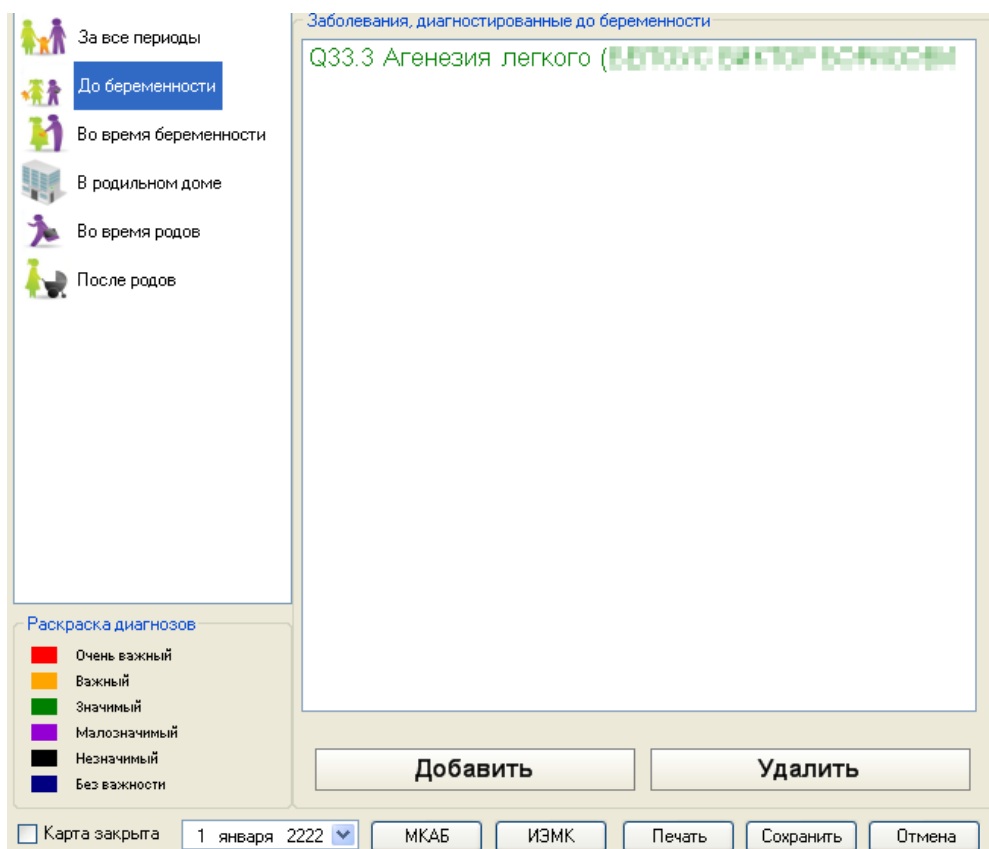 За все периоды
До беременности
Во время беременности
В родильном доме
Во время родов
После родов
Заболевания, диагностированные до беременности
Q33.3 Агенезия легкого (
Раскраска диагнозов
Очень важный
Важный
Значимый
Малозначимый
Незначимый
Без важности
Добавить
Удалить
Карта закрыта
1 января 2222
МКАБ
ИЗМК
Печать
Сохранить
Отмена